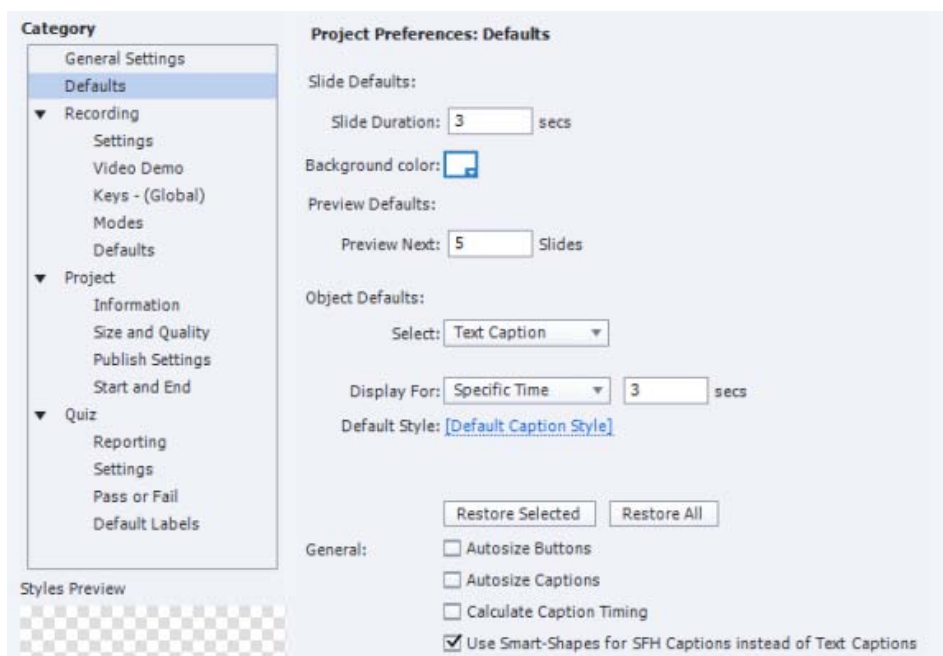 Category
General Settings
Defaults
Recording
Settings
Video Demo
Keys - (Global)
Modes
Defaults
Project
Information
Size and Quality
Publish Settings
Start and End
Quiz
Reporting
Settings
Pass or Fail
Default Labels
Styles Preview
Project Preferences: Defaults
Slide Defaults:
Slide Duration: 3 secs
Background color:
Preview Defaults:
Preview Next: 5 Slides
Object Defaults:
Select: Text Caption
Display For: Specific Time 3 secs
Default Style: [Default Caption Style]
Restore Selected Restore All
General: Autosize Buttons
Autosize Captions
Calculate Caption Timing
Use Smart-Shapes for SFH Captions instead of Text Captions